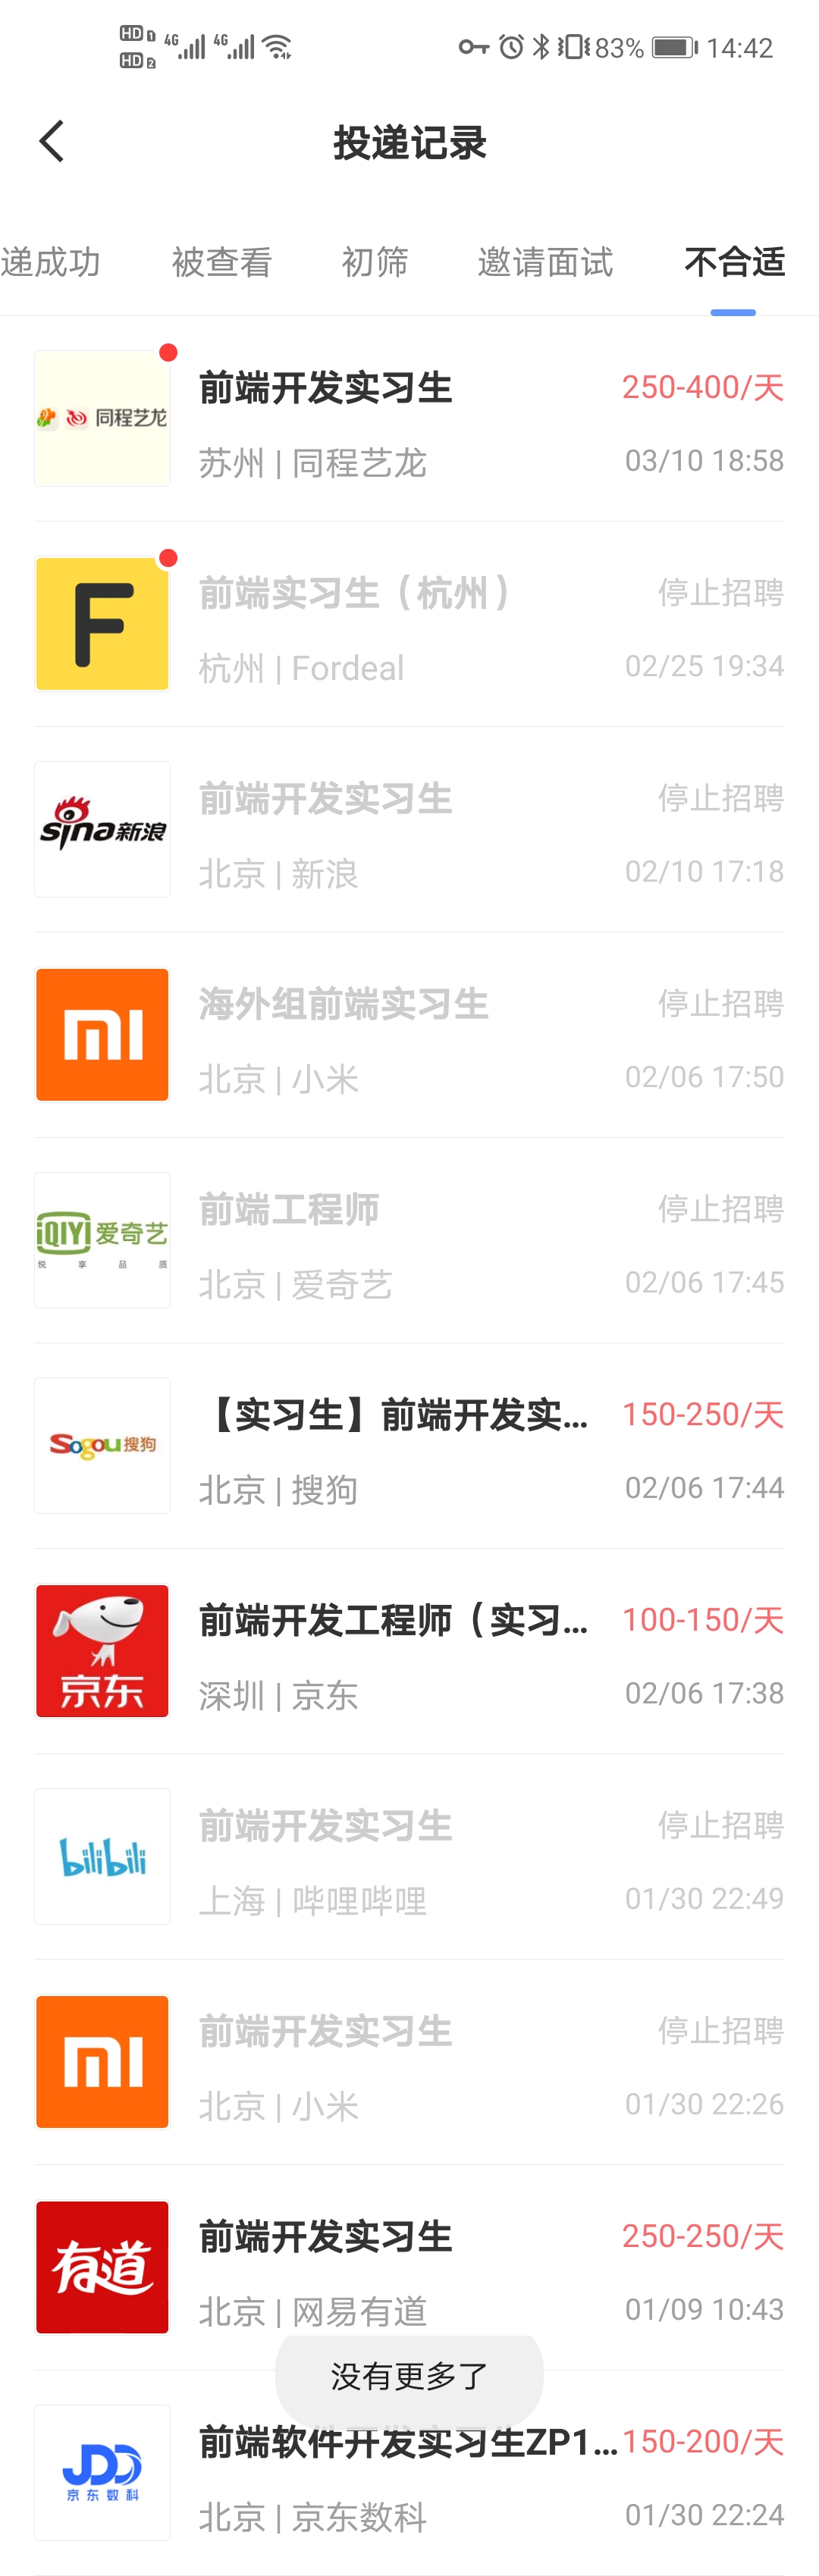 HD 1 4G 4G 83% 14:42
HD 2
投递记录
递成功 被查看 初筛 邀请面试 不合适
同程艺龙
前端开发实习生 250-400/天
苏州 | 同程艺龙 03/10 18:58
F
前端实习生（杭州） 停止招聘
杭州 | Fordeal 02/25 19:34
sina新浪
前端开发实习生 停止招聘
北京 | 新浪 02/10 17:18
mi
海外组前端实习生 停止招聘
北京 | 小米 02/06 17:50
iQIYI 爱奇艺
悦 享 品 质
前端工程师 停止招聘
北京 | 爱奇艺 02/06 17:45
Sogou搜狗
【实习生】前端开发实... 150-250/天
北京 | 搜狗 02/06 17:44
京东
前端开发工程师（实习... 100-150/天
深圳 | 京东 02/06 17:38
bilibili
前端开发实习生 停止招聘
上海 | 哔哩哔哩 01/30 22:49
mi
前端开发实习生 停止招聘
北京 | 小米 01/30 22:26
有道
前端开发实习生 250-250/天
北京 | 网易有道 01/09 10:43
没有更多了
前端软件开发实习生ZP1... 150-200/天
JDD
京东数科
北京 | 京东数科 01/30 22:24